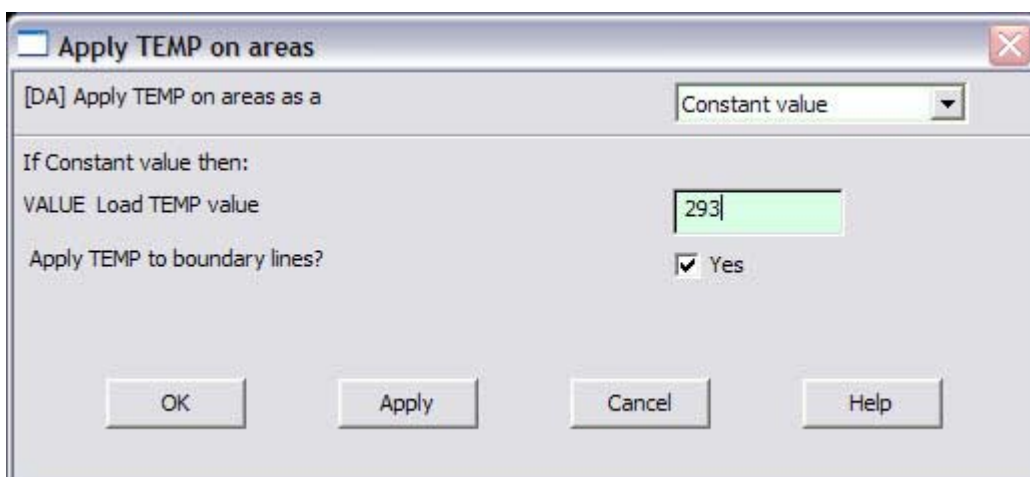 Apply TEMP on areas
[DA] Apply TEMP on areas as a Constant value
If Constant value then:
VALUE Load TEMP value 293
Apply TEMP to boundary lines? Yes
OK Apply Cancel Help